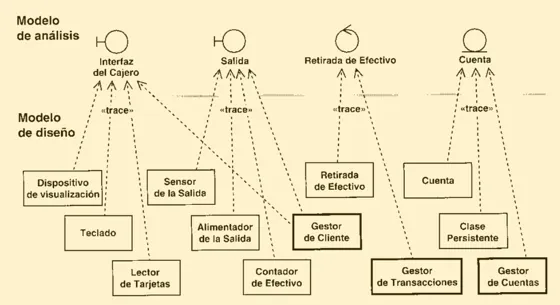 Modelo
de análisis
Interfaz
del Cajero
Salida
Retirada de Efectivo
Cuenta
«trace»
«trace»
«trace»
«trace»
Modelo
de diseño
Dispositivo
de visualización
Sensor
de la Salida
Retirada
de Efectivo
Cuenta
Teclado
Alimentador
de la Salida
Gestor
de Cliente
Clase
Persistente
Lector
de Tarjetas
Contador
de Efectivo
Gestor
de Transacciones
Gestor
de Cuentas